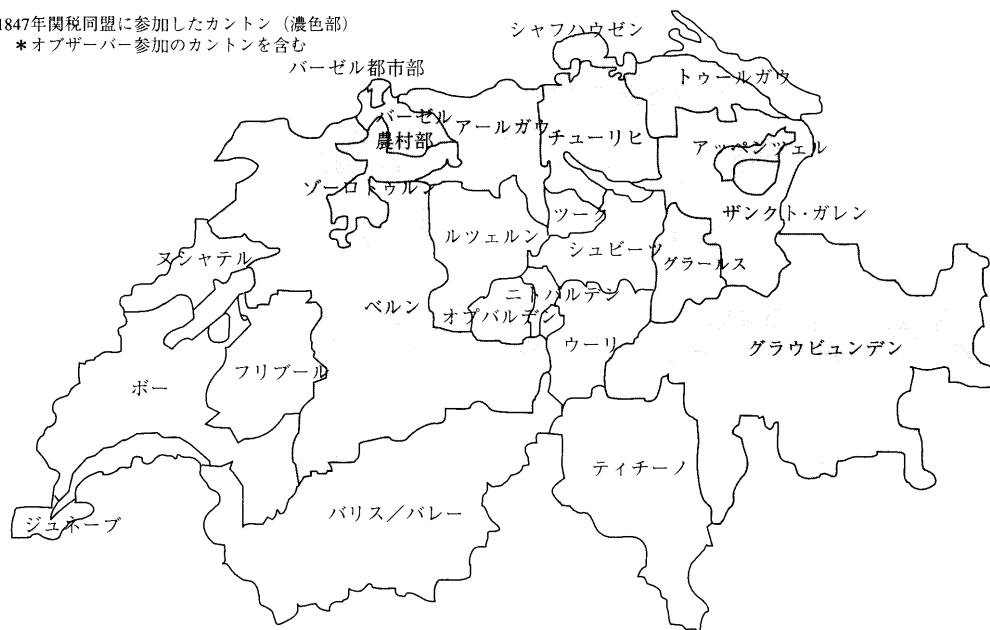 1847年関税同盟に参加したカントン（濃色部）
＊オブザーバー参加のカントンを含む
シャフハウゼン
バーゼル都市部
トゥールガウ
バーゼル
農村部
アールガウ
チューリヒ
アッペンツェル
ゾーロトゥルン
ツーク
ザンクト・ガレン
ルツェルン
シュビーツ
ヌシャテル
グラールス
ニトバルデン
ベルン
オプバルデン
ウーリ
グラウビュンデン
フリブール
ボー
ティチーノ
バリス／バレー
ジュネーブ